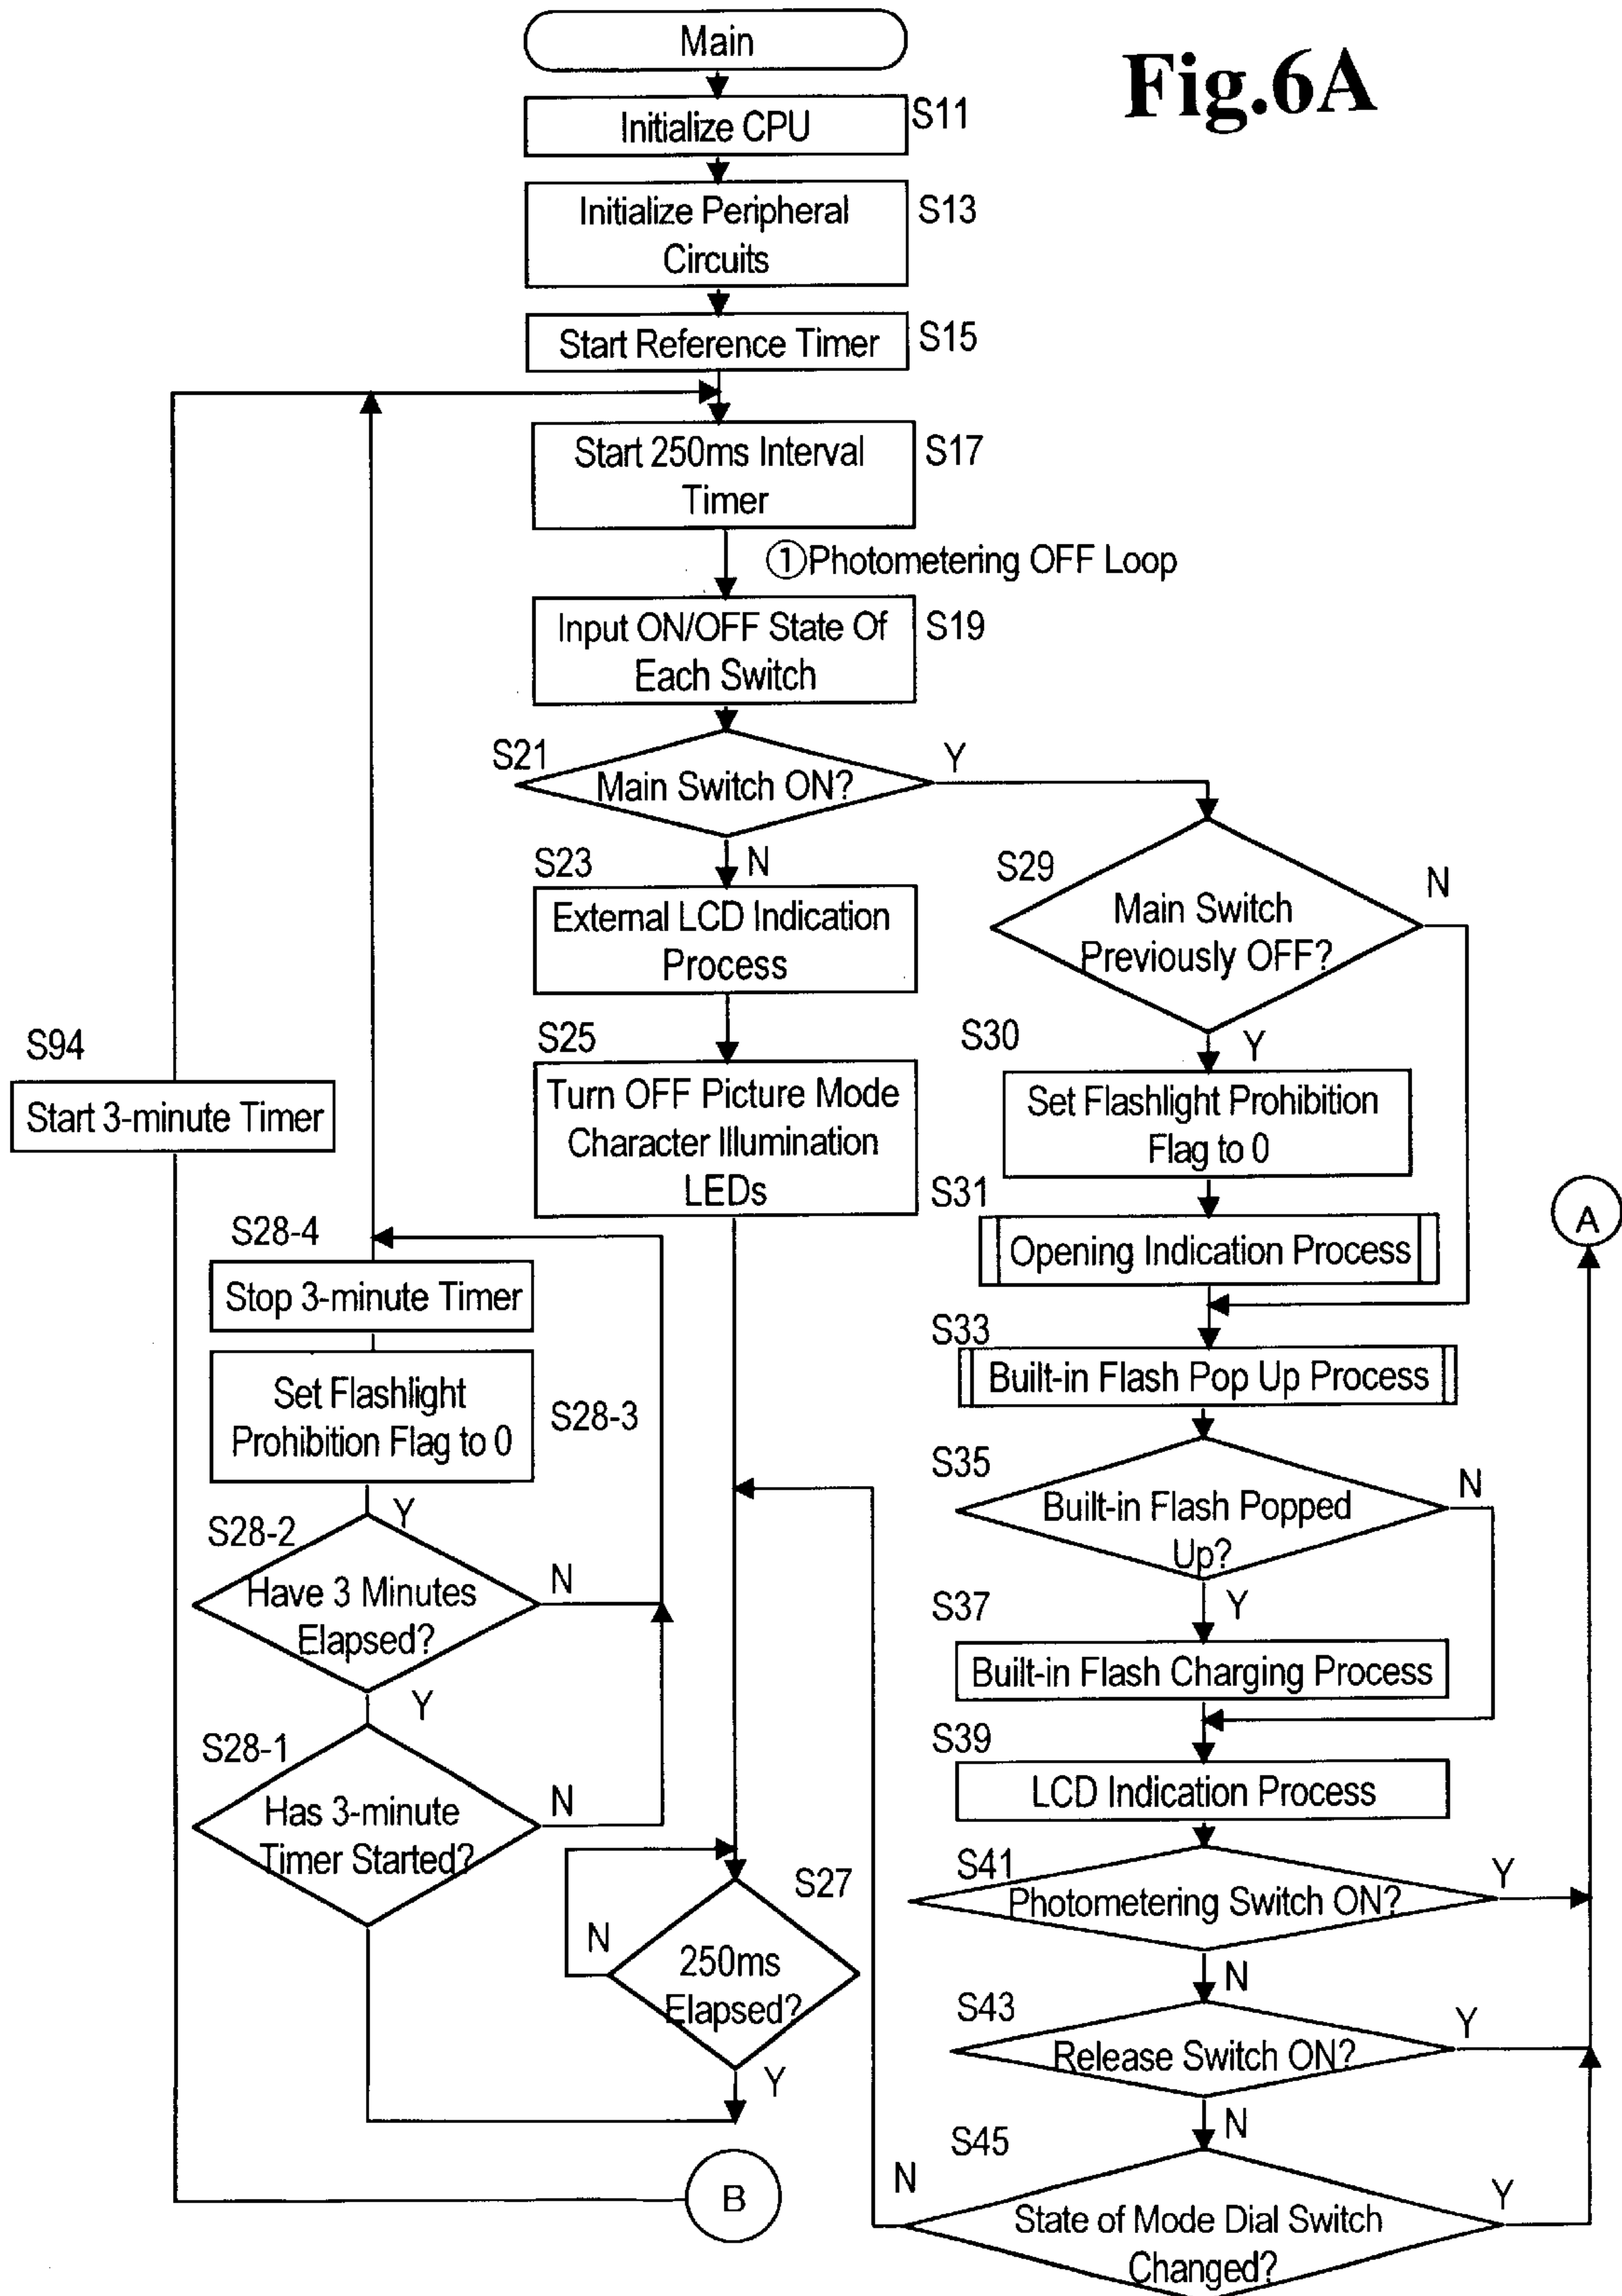 Fig.6A
Main
Initialize CPU
S11
Initialize Peripheral
Circuits
S13
Start Reference Timer
S15
Start 250ms Interval
Timer
S17
①Photometering OFF Loop
Input ON/OFF State Of
Each Switch
S19
S21
Main Switch ON?
Y
N
S23
External LCD Indication
Process
S25
Turn OFF Picture Mode
Character Illumination
LEDs
S29
Main Switch
Previously OFF?
N
Y
S30
Set Flashlight Prohibition
Flag to 0
S31
Opening Indication Process
A
S33
Built-in Flash Pop Up Process
S35
Built-in Flash Popped
Up?
N
Y
S37
Built-in Flash Charging Process
S39
LCD Indication Process
S41
Photometering Switch ON?
Y
N
S43
Release Switch ON?
Y
N
S45
State of Mode Dial Switch
Changed?
N
Y
S27
250ms
Elapsed?
N
Y
S28-1
Has 3-minute
Timer Started?
N
Y
S28-2
Have 3 Minutes
Elapsed?
N
Y
S28-3
Set Flashlight
Prohibition Flag to 0
S28-4
Stop 3-minute Timer
S94
Start 3-minute Timer
B